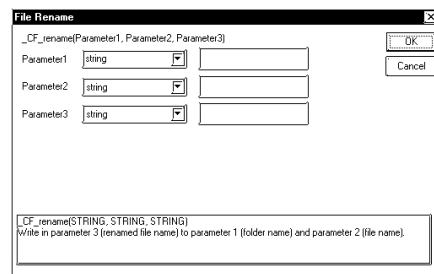 File Rename
_CF_rename(Parameter1, Parameter2, Parameter3)
OK
Parameter1 string
Cancel
Parameter2 string
Parameter3 string
_CF_rename(STRING, STRING, STRING)
Write in parameter 3 (renamed file name) to parameter 1 (folder name) and parameter 2 (file name).